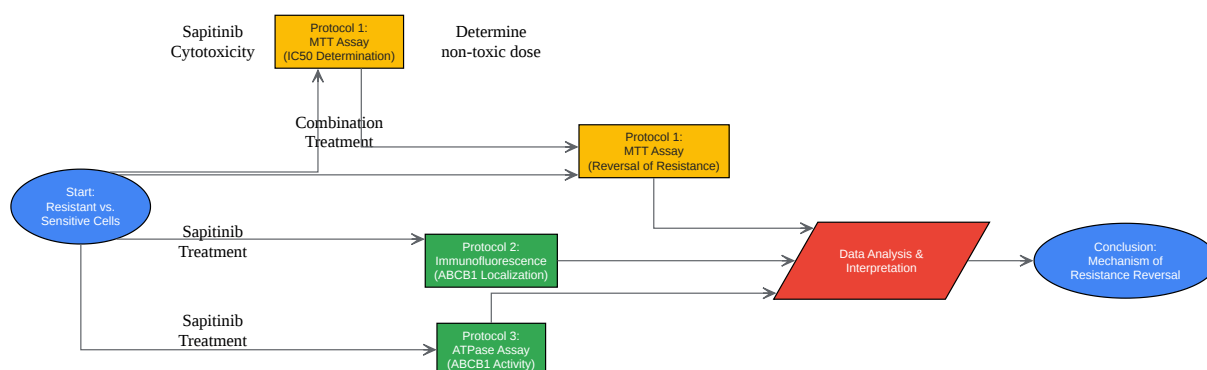 Sapitinib
Cytotoxicity
Protocol 1:
MTT Assay
(IC50 Determination)
Determine
non-toxic dose
Combination
Treatment
Protocol 1:
MTT Assay
(Reversal of Resistance)
Start:
Resistant vs.
Sensitive Cells
Sapitinib
Treatment
Protocol 2:
Immunofluorescence
(ABCB1 Localization)
Data Analysis &
Interpretation
Conclusion:
Mechanism of
Resistance Reversal
Sapitinib
Treatment
Protocol 3:
ATPase Assay
(ABCB1 Activity)